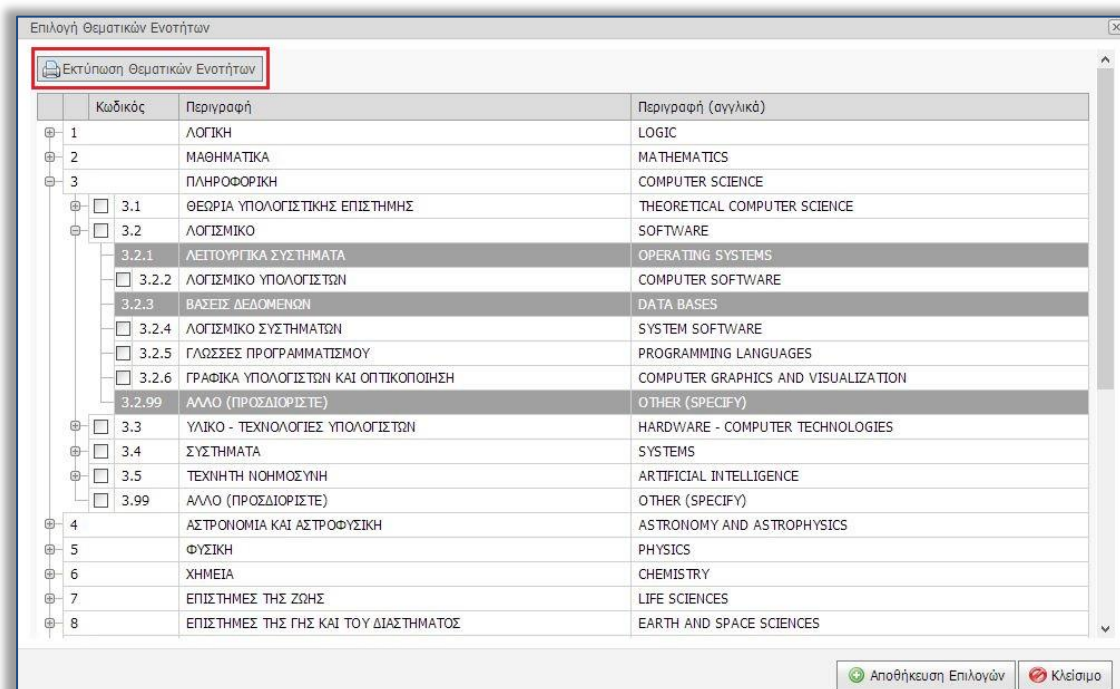 Επιλογή Θεματικών Ενοτήτων
Εκτύπωση Θεματικών Ενοτήτων
Κωδικός Περιγραφή Περιγραφή (αγγλικά)
1 ΛΟΓΙΚΗ LOGIC
2 ΜΑΘΗΜΑΤΙΚΑ MATHEMATICS
3 ΠΛΗΡΟΦΟΡΙΚΗ COMPUTER SCIENCE
3.1 ΘΕΩΡΙΑ ΥΠΟΛΟΓΙΣΤΙΚΗΣ ΕΠΙΣΤΗΜΗΣ THEORETICAL COMPUTER SCIENCE
3.2 ΛΟΓΙΣΜΙΚΟ SOFTWARE
3.2.1 ΛΕΙΤΟΥΡΓΙΚΑ ΣΥΣΤΗΜΑΤΑ OPERATING SYSTEMS
3.2.2 ΛΟΓΙΣΜΙΚΟ ΥΠΟΛΟΓΙΣΤΩΝ COMPUTER SOFTWARE
3.2.3 ΒΑΣΕΙΣ ΔΕΔΟΜΕΝΩΝ DATA BASES
3.2.4 ΛΟΓΙΣΜΙΚΟ ΣΥΣΤΗΜΑΤΩΝ SYSTEM SOFTWARE
3.2.5 ΓΛΩΣΣΕΣ ΠΡΟΓΡΑΜΜΑΤΙΣΜΟΥ PROGRAMMING LANGUAGES
3.2.6 ΓΡΑΦΙΚΑ ΥΠΟΛΟΓΙΣΤΩΝ ΚΑΙ ΟΠΤΙΚΟΠΟΙΗΣΗ COMPUTER GRAPHICS AND VISUALIZATION
3.2.99 ΑΛΛΟ (ΠΡΟΣΔΙΟΡΙΣΤΕ) OTHER (SPECIFY)
3.3 ΥΛΙΚΟ - ΤΕΧΝΟΛΟΓΙΕΣ ΥΠΟΛΟΓΙΣΤΩΝ HARDWARE - COMPUTER TECHNOLOGIES
3.4 ΣΥΣΤΗΜΑΤΑ SYSTEMS
3.5 ΤΕΧΝΗΤΗ ΝΟΗΜΟΣΥΝΗ ARTIFICIAL INTELLIGENCE
3.99 ΑΛΛΟ (ΠΡΟΣΔΙΟΡΙΣΤΕ) OTHER (SPECIFY)
4 ΑΣΤΡΟΝΟΜΙΑ ΚΑΙ ΑΣΤΡΟΦΥΣΙΚΗ ASTRONOMY AND ASTROPHYSICS
5 ΦΥΣΙΚΗ PHYSICS
6 ΧΗΜΕΙΑ CHEMISTRY
7 ΕΠΙΣΤΗΜΕΣ ΤΗΣ ΖΩΗΣ LIFE SCIENCES
8 ΕΠΙΣΤΗΜΕΣ ΤΗΣ ΓΗΣ ΚΑΙ ΤΟΥ ΔΙΑΣΤΗΜΑΤΟΣ EARTH AND SPACE SCIENCES
Αποθήκευση Επιλογών Κλείσιμο